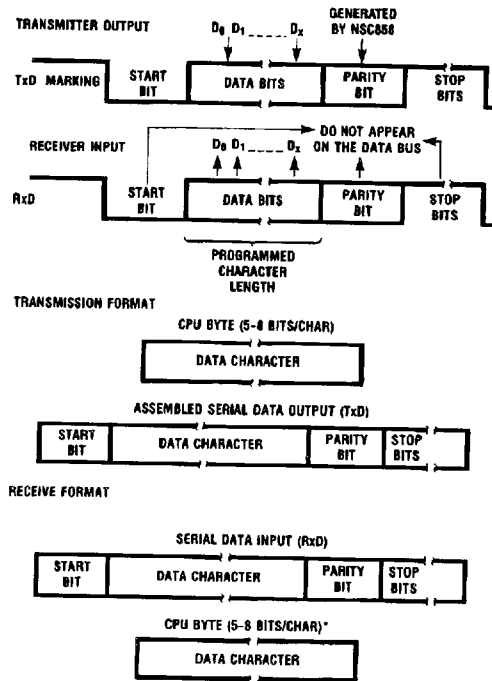 TRANSMITTER OUTPUT
D0 D1 ---- Dx
GENERATED
BY NSC858
TxD MARKING
START
BIT
DATA BITS
PARITY
BIT
STOP
BITS
RECEIVER INPUT
D0 D1 ---- Dx
DO NOT APPEAR
ON THE DATA BUS
RxD
START
BIT
DATA BITS
PARITY
BIT
STOP
BITS
PROGRAMMED
CHARACTER
LENGTH
TRANSMISSION FORMAT
CPU BYTE (5-8 BITS/CHAR)
DATA CHARACTER
ASSEMBLED SERIAL DATA OUTPUT (TxD)
START
BIT
DATA CHARACTER
PARITY
BIT
STOP
BITS
RECEIVE FORMAT
SERIAL DATA INPUT (RxD)
START
BIT
DATA CHARACTER
PARITY
BIT
STOP
BITS
CPU BYTE (5-8 BITS/CHAR)*
DATA CHARACTER